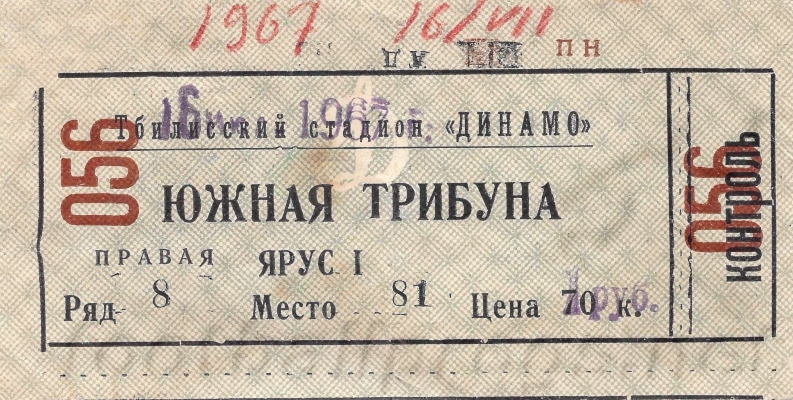 1967 16/VII
ПН
056 Тбилисский стадион «ДИНАМО»
16 1967 г.
ЮЖНАЯ ТРИБУНА
ПРАВАЯ ЯРУС I
Ряд 8 Место 81 Цена 70 к.
1 руб.
056
КОНТРОЛЬ